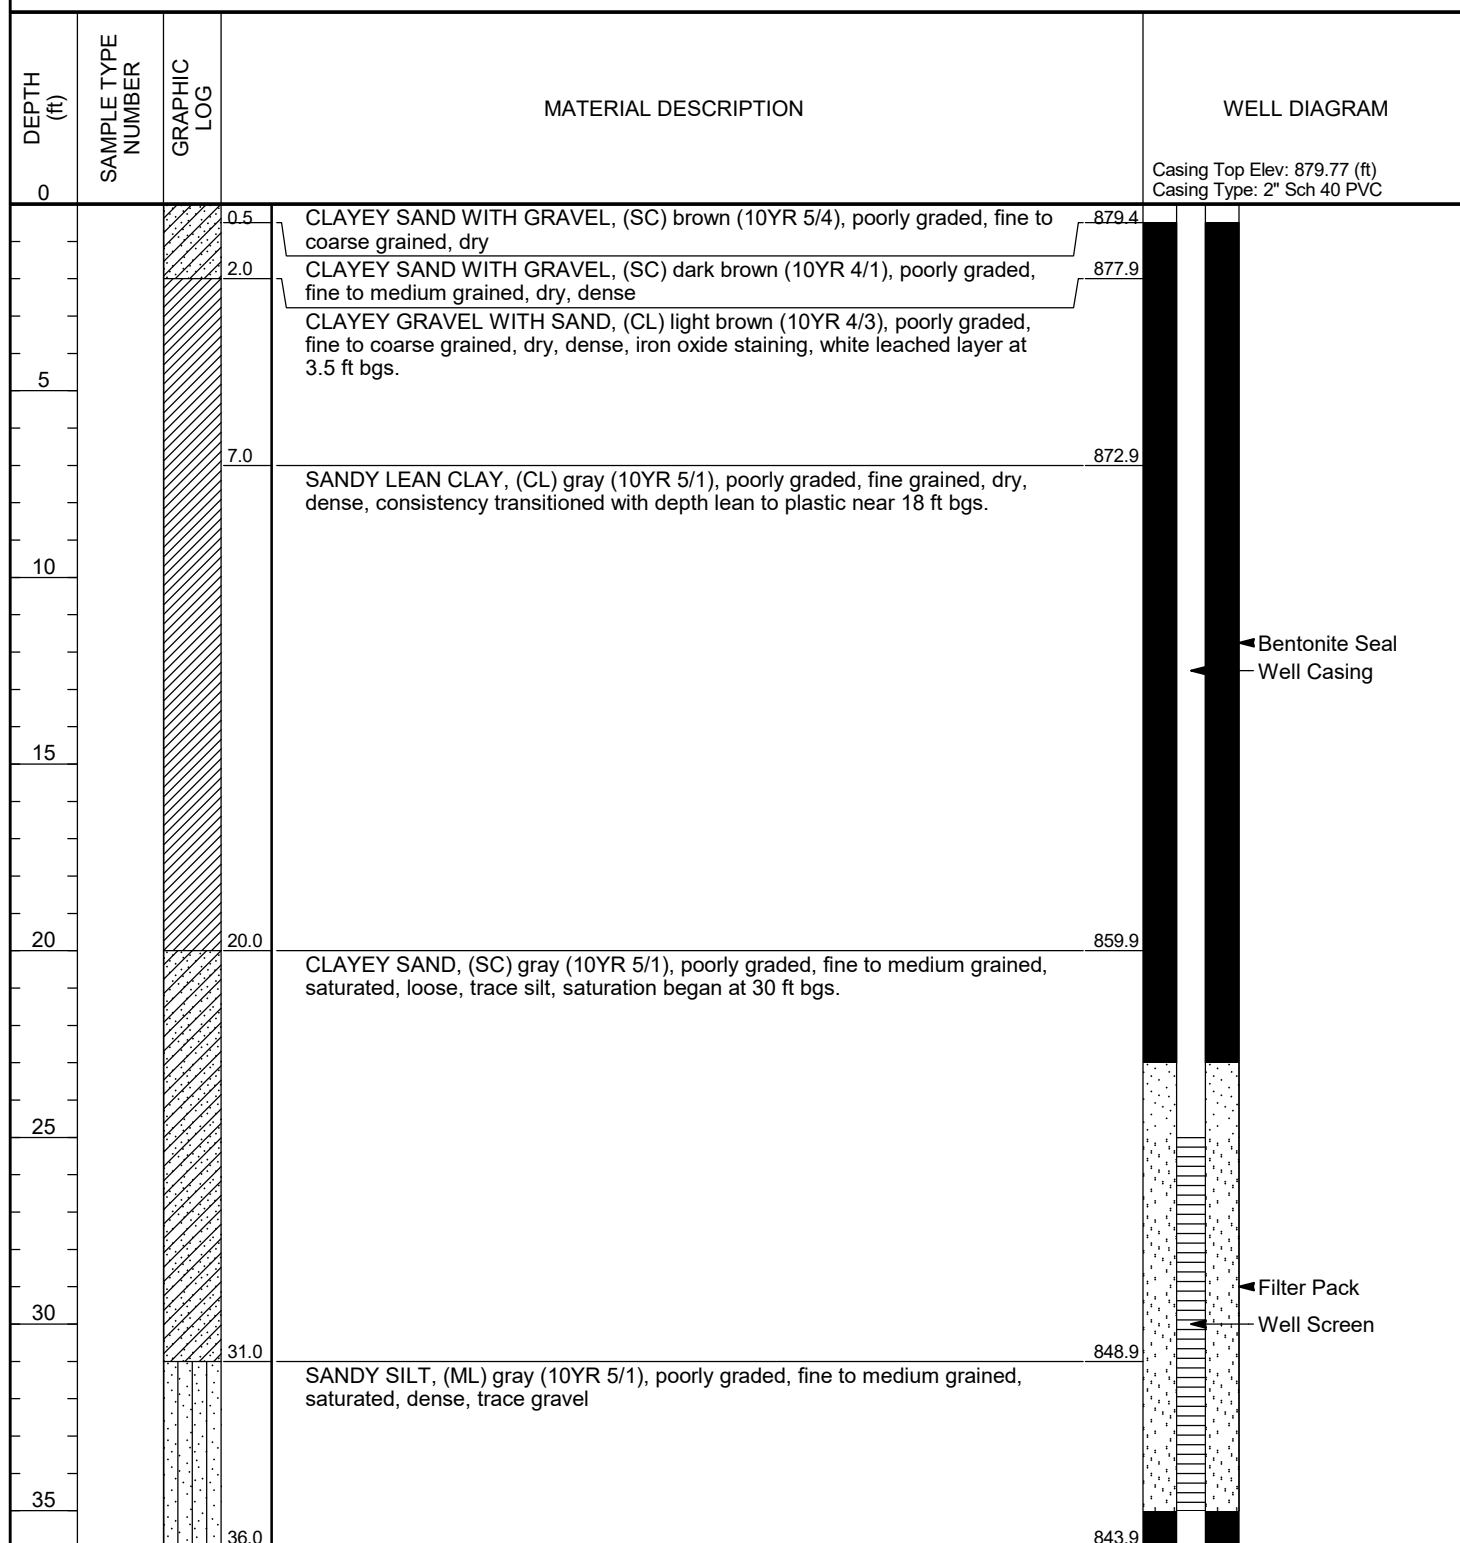 DEPTH
(ft)
SAMPLE TYPE
NUMBER
GRAPHIC
LOG
MATERIAL DESCRIPTION
WELL DIAGRAM
Casing Top Elev: 879.77 (ft)
Casing Type: 2" Sch 40 PVC
0
0.5
CLAYEY SAND WITH GRAVEL, (SC) brown (10YR 5/4), poorly graded, fine to
coarse grained, dry
879.4
2.0
CLAYEY SAND WITH GRAVEL, (SC) dark brown (10YR 4/1), poorly graded,
fine to medium grained, dry, dense
877.9
CLAYEY GRAVEL WITH SAND, (CL) light brown (10YR 4/3), poorly graded,
fine to coarse grained, dry, dense, iron oxide staining, white leached layer at
3.5 ft bgs.
5
7.0
872.9
SANDY LEAN CLAY, (CL) gray (10YR 5/1), poorly graded, fine grained, dry,
dense, consistency transitioned with depth lean to plastic near 18 ft bgs.
10
Bentonite Seal
Well Casing
15
20
20.0
859.9
CLAYEY SAND, (SC) gray (10YR 5/1), poorly graded, fine to medium grained,
saturated, loose, trace silt, saturation began at 30 ft bgs.
25
Filter Pack
30
Well Screen
31.0
848.9
SANDY SILT, (ML) gray (10YR 5/1), poorly graded, fine to medium grained,
saturated, dense, trace gravel
35
36.0
843.9